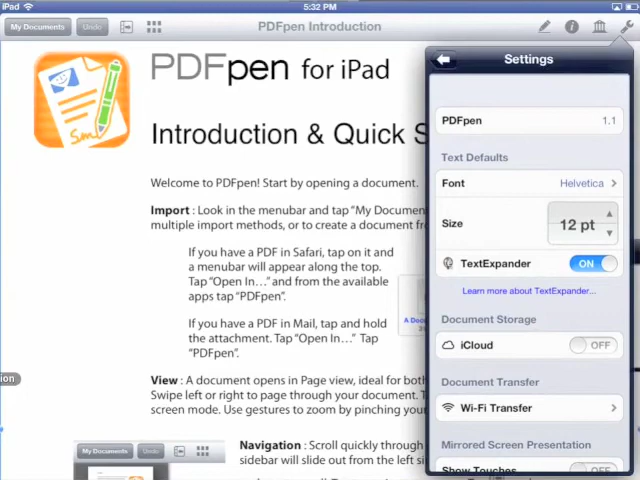 iPad
5:32 PM
My Documents
Undo
PDFpen Introduction
PDFpen for iPad
Introduction & Quick S
Welcome to PDFpen! Start by opening a document.
Import : Look in the menubar and tap "My Docume
multiple import methods, or to create a document fr
If you have a PDF in Safari, tap on it and
a menubar will appear along the top.
Tap "Open In…" and from the available
apps tap "PDFpen".
If you have a PDF in Mail, tap and hold
the attachment. Tap "Open In…" Tap
"PDFpen".
View : A document opens in Page view, ideal for both
Swipe left or right to page through your document. T
screen mode. Use gestures to zoom by pinching your
My Documents
Undo
Navigation : Scroll quickly through
sidebar will slide out from the left si
ion
Settings
PDFpen
1.1
Text Defaults
Font
Helvetica
Size
12 pt
TextExpander
ON
Learn more about TextExpander...
Document Storage
iCloud
OFF
Document Transfer
Wi-Fi Transfer
Mirrored Screen Presentation
Show Touches
OFF